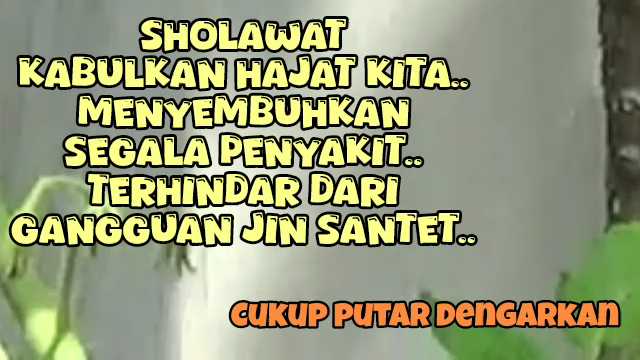 SHOLAWAT
KABULKAN HAJAT KITA..
MENYEMBUHKAN
SEGALA PENYAKIT..
TERHINDAR DARI
GANGGUAN JIN SANTET..
CUKUP PUTAR DENGARKAN